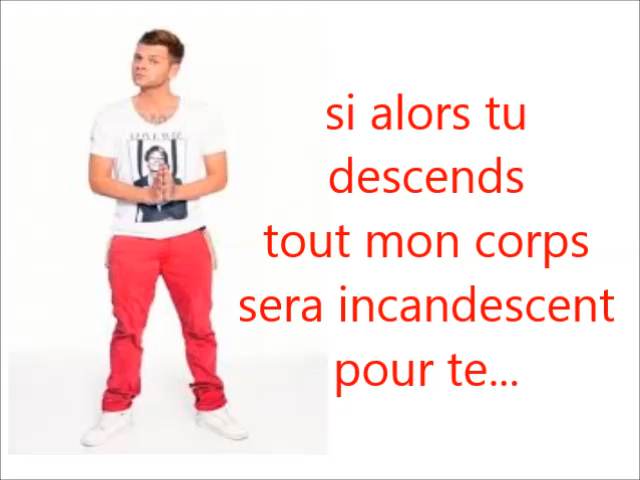 si alors tu
descends
tout mon corps
sera incandescent
pour te...